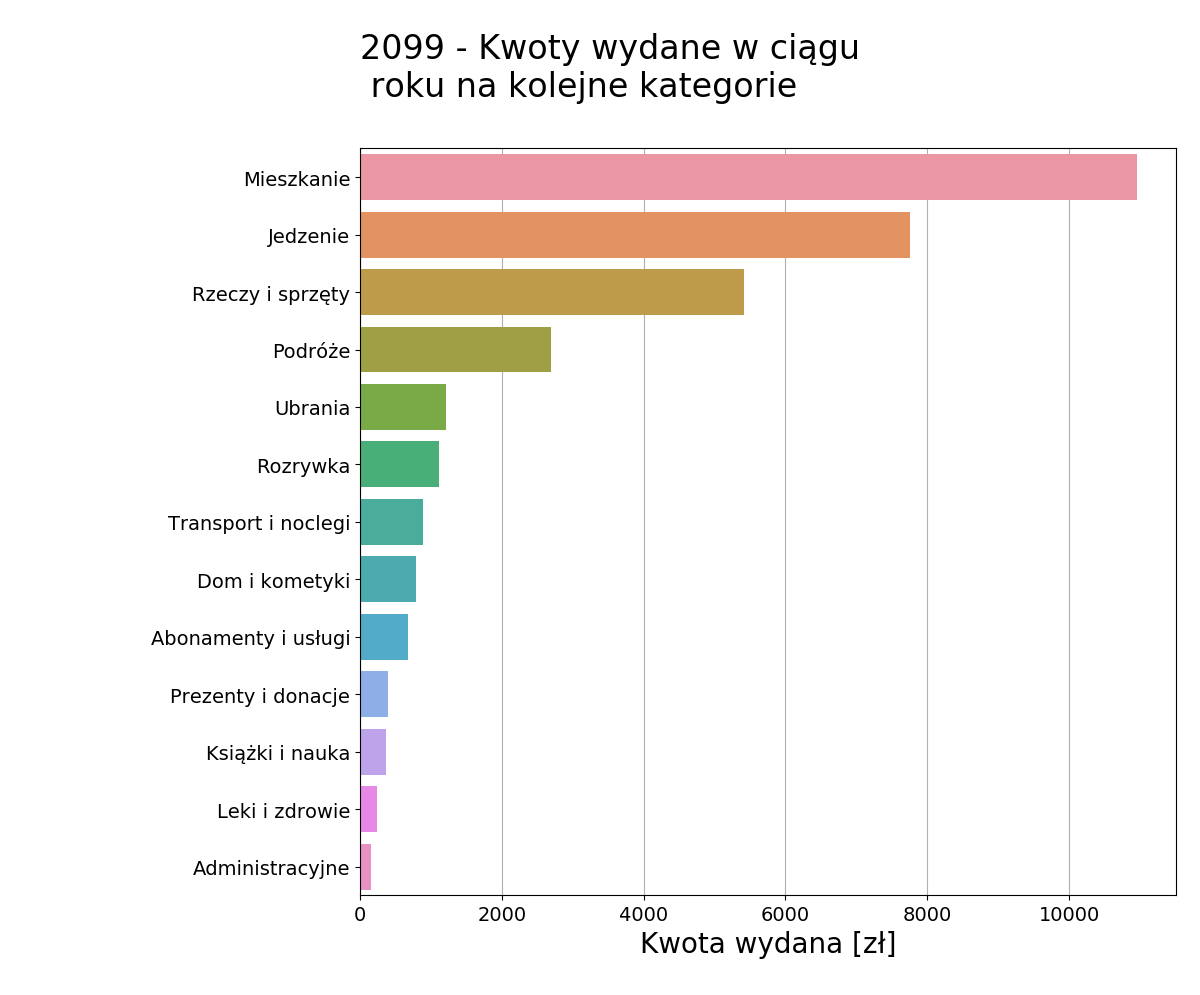 2099 - Kwoty wydane w ciągu
roku na kolejne kategorie
Mieszkanie
Jedzenie
Rzeczy i sprzęty
Podróże
Ubrania
Rozrywka
Transport i noclegi
Dom i kometyki
Abonamenty i usługi
Prezenty i donacje
Książki i nauka
Leki i zdrowie
Administracyjne
0 2000 4000 6000 8000 10000
Kwota wydana [zł]